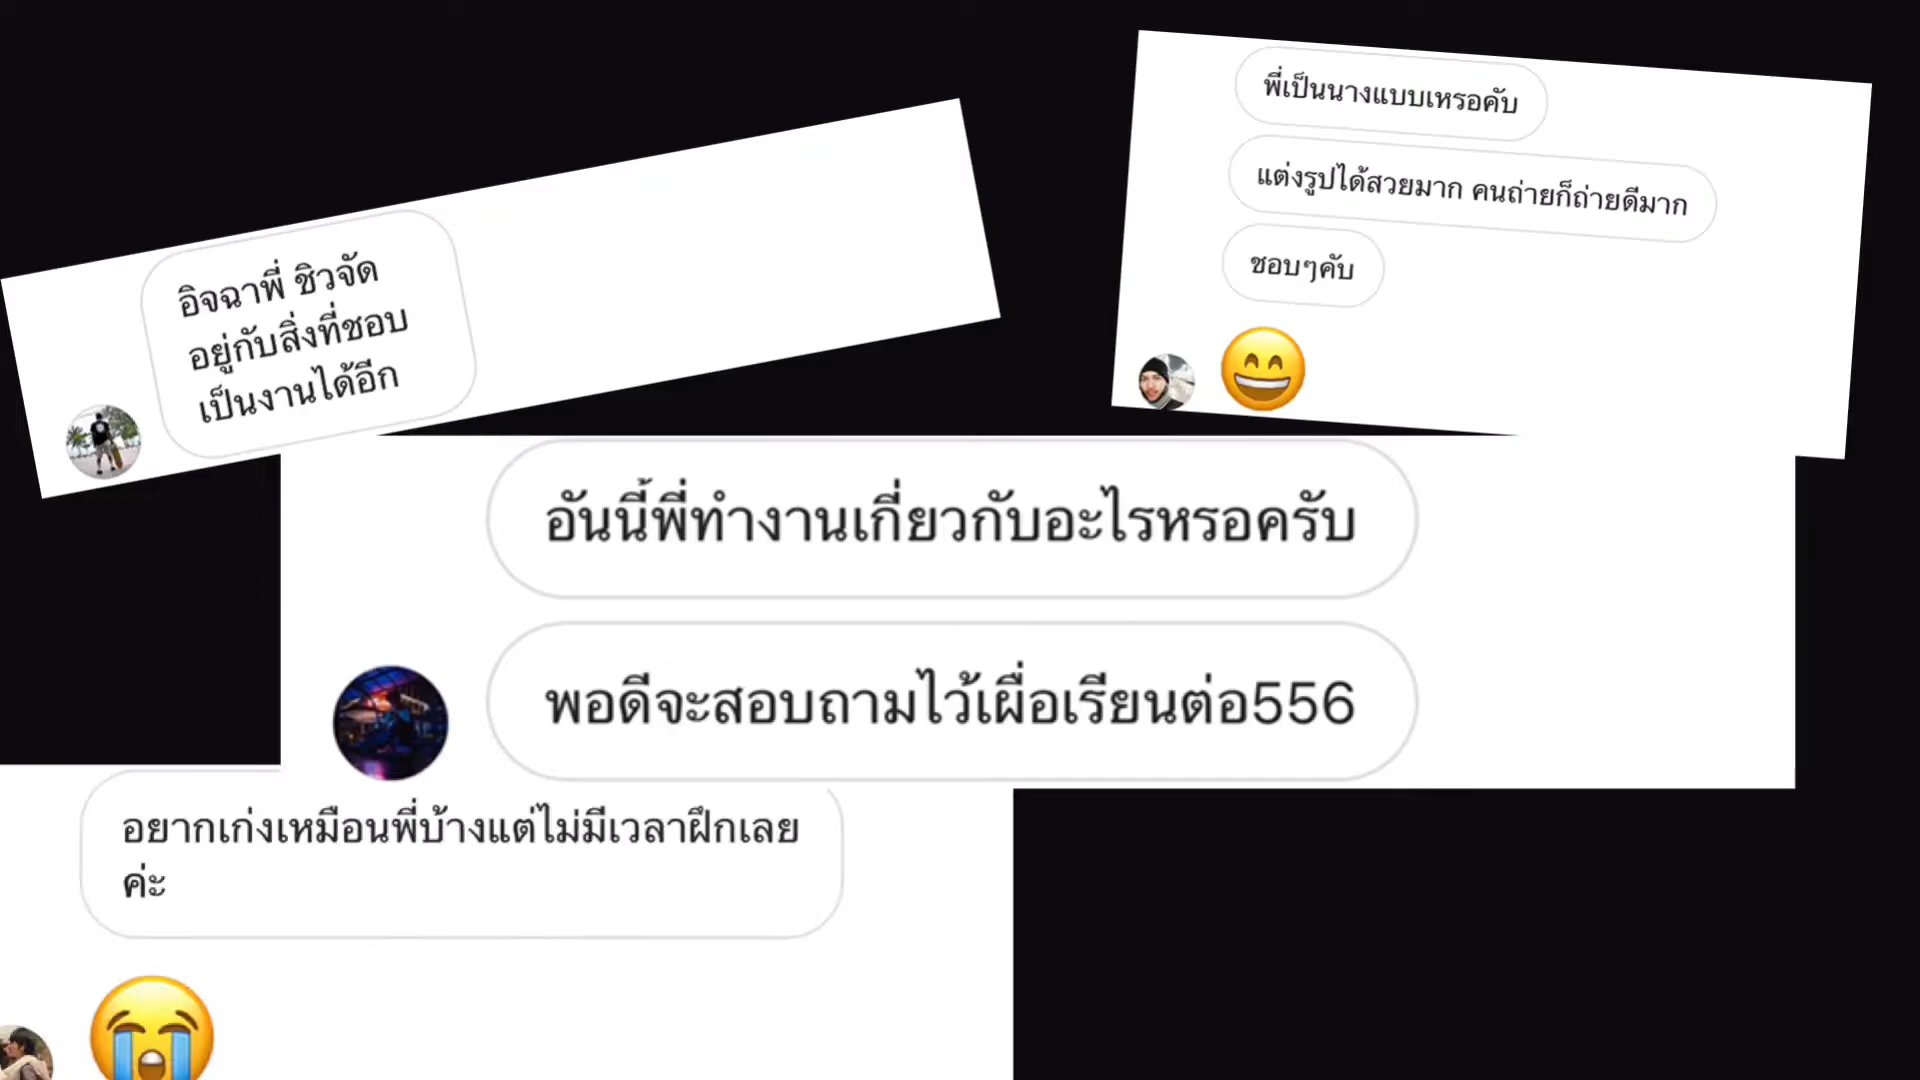 พี่เป็นนางแบบเหรอคับ
แต่งรูปได้สวยมาก คนถ่ายก็ถ่ายดีมาก
ชอบๆคับ
อิจฉาพี่ ชิวจัด
อยู่กับสิ่งที่ชอบ
เป็นงานได้อีก
อันนี้พี่ทำงานเกี่ยวกับอะไรหรอครับ
พอดีจะสอบถามไว้เผื่อเรียนต่อ556
อยากเก่งเหมือนพี่บ้างแต่ไม่มีเวลาฝึกเลย
ค่ะ